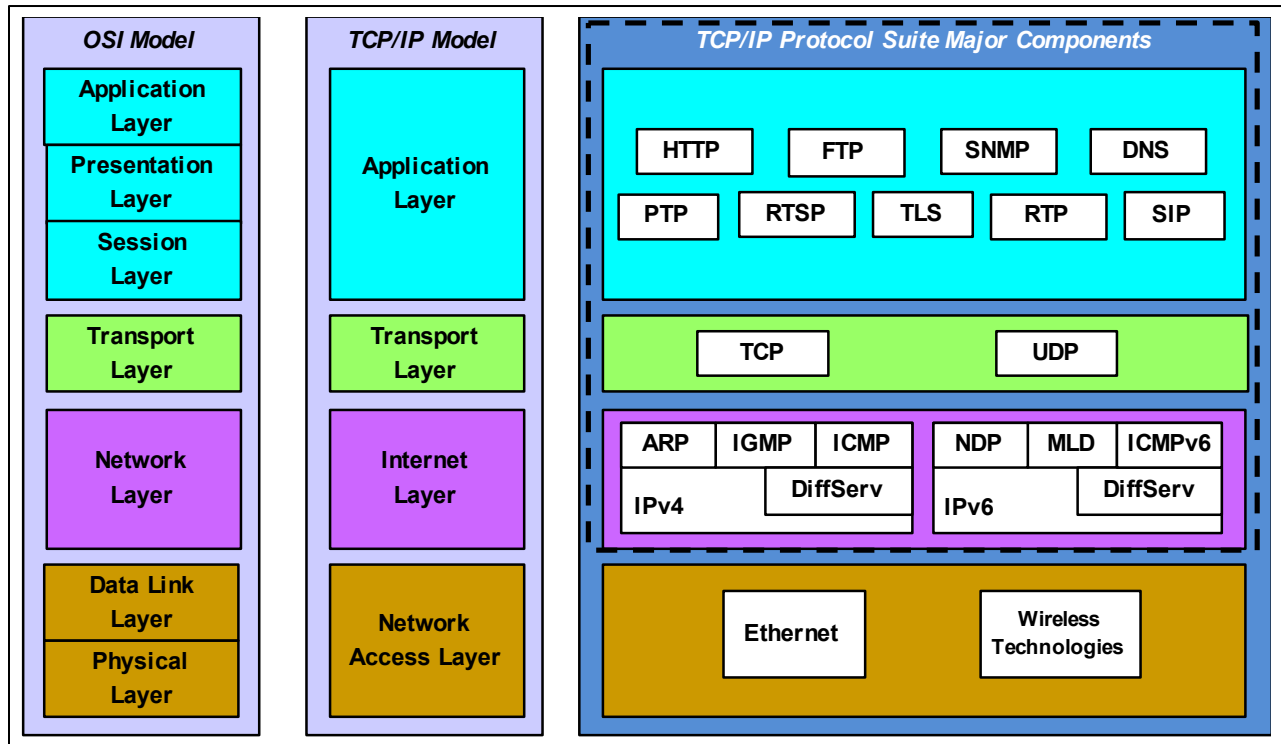 OSI Model
Application
Layer
Presentation
Layer
Session
Layer
Transport
Layer
Network
Layer
Data Link
Layer
Physical
Layer
TCP/IP Model
Application
Layer
Transport
Layer
Internet
Layer
Network
Access Layer
TCP/IP Protocol Suite Major Components
HTTP FTP SNMP DNS
PTP RTSP TLS RTP SIP
TCP UDP
ARP IGMP ICMP NDP MLD ICMPv6
DiffServ DiffServ
IPv4 IPv6
Ethernet
Wireless
Technologies